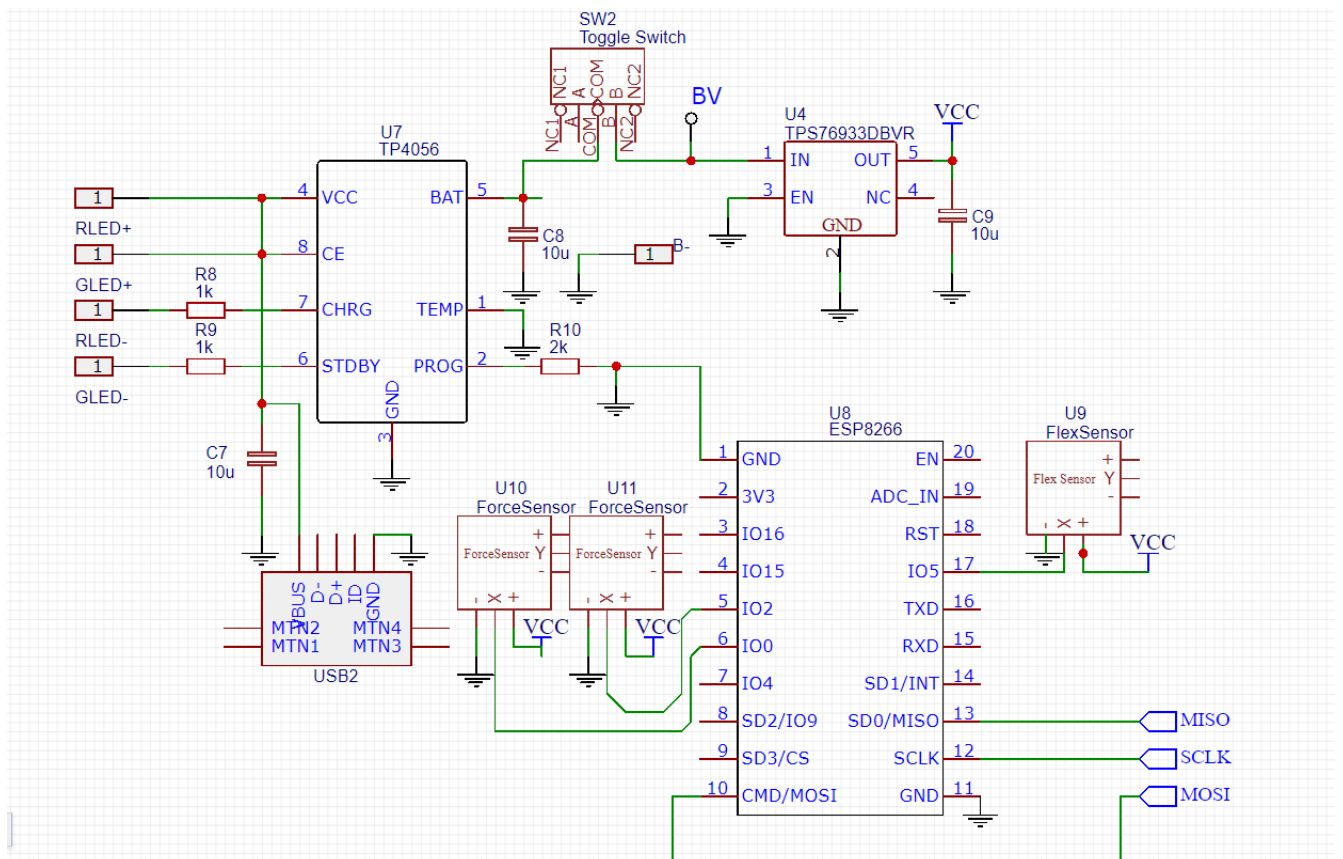 SW2
Toggle Switch
NC1
A
COM
B
NC2
NC1
A
COM
B
NC2
BV
U4
TPS76933DBVR
VCC
1 IN OUT 5
3 EN NC 4
GND
2
C9
10u
U7
TP4056
4 VCC BAT 5
8 CE
7 CHRG TEMP 1
6 STDBY PROG 2
GND
3
1
RLED+
1
GLED+
1
RLED-
1
GLED-
R8
1k
R9
1k
C8
10u
1 B-
R10
2k
C7
10u
VBUS
D-
D+
ID
GND
MTN2 MTN4
MTN1 MTN3
USB2
U10
ForceSensor
+
ForceSensor Y
-
- X +
VCC
U11
ForceSensor
+
ForceSensor Y
-
- X +
VCC
U8
ESP8266
1 GND EN 20
2 3V3 ADC_IN 19
3 IO16 RST 18
4 IO15 IO5 17
5 IO2 TXD 16
6 IO0 RXD 15
7 IO4 SD1/INT 14
8 SD2/IO9 SD0/MISO 13
9 SD3/CS SCLK 12
10 CMD/MOSI GND 11
U9
FlexSensor
+
Flex Sensor Y
-
- X +
VCC
MISO
SCLK
MOSI